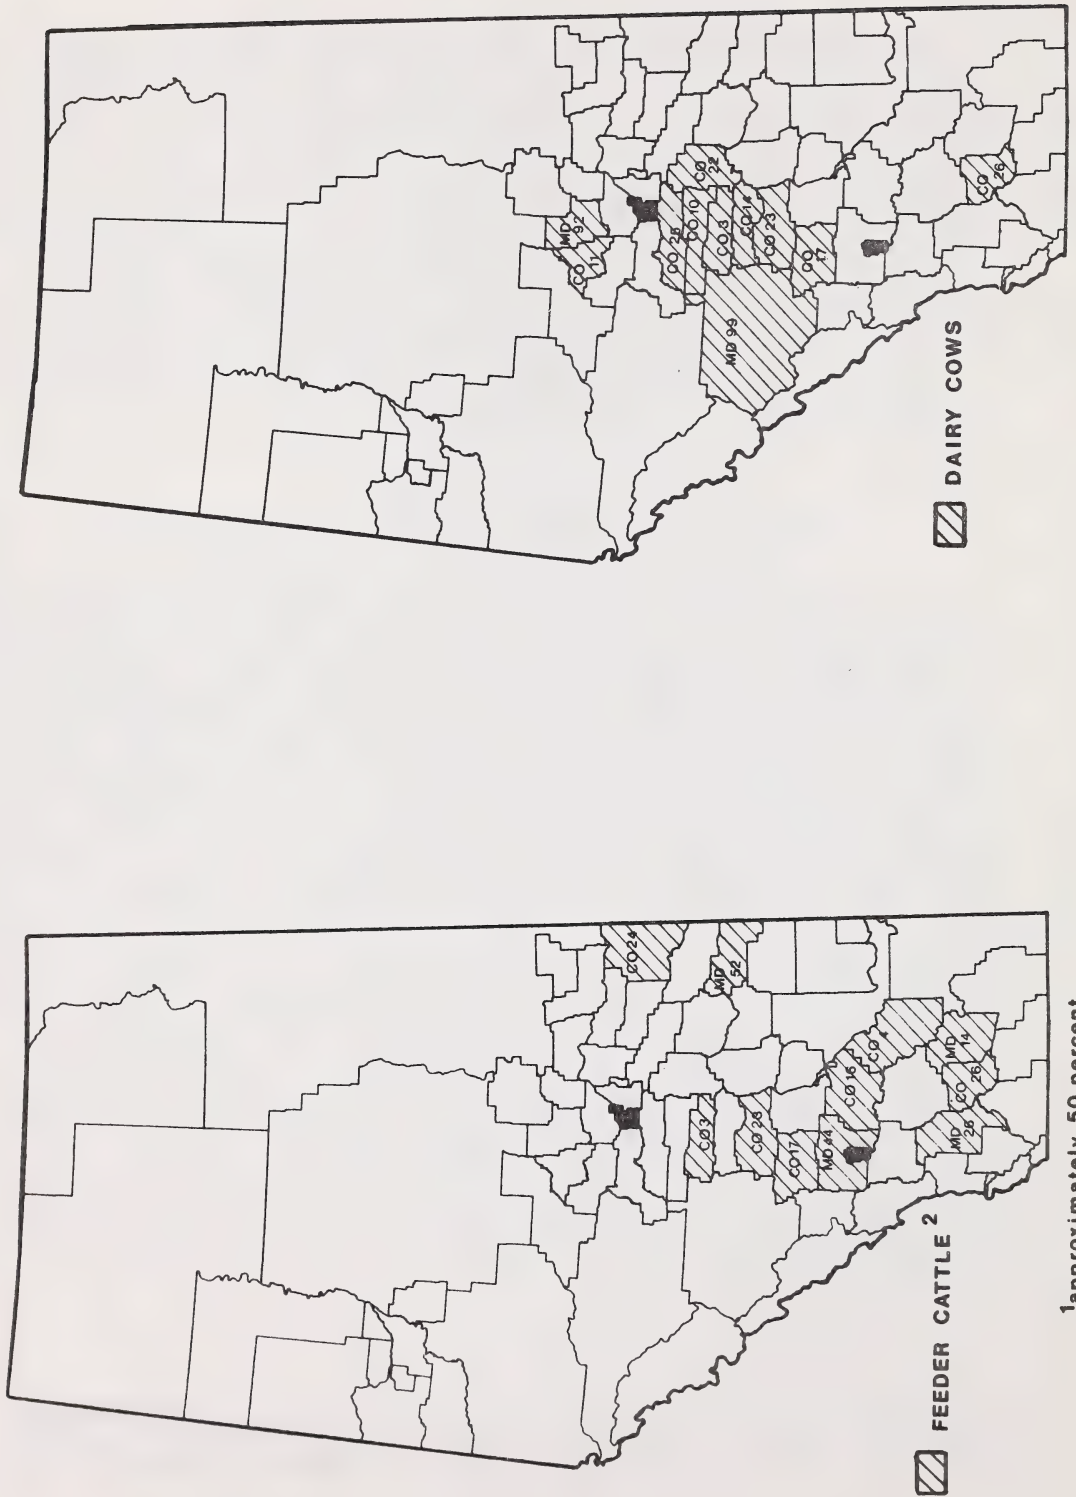 MD
92
CO
11
CO
22
CO 25
CO 10
CO 3
CO 14
CO 23
CO
17
MD 99
CO
26
DAIRY COWS
CO 24
MD
52
CO 3
CO 23
CO 17
MD 44
CO 16
CO 4
MD
14
CO
26
MD
26
FEEDER CATTLE ²
¹approximately 50 percent